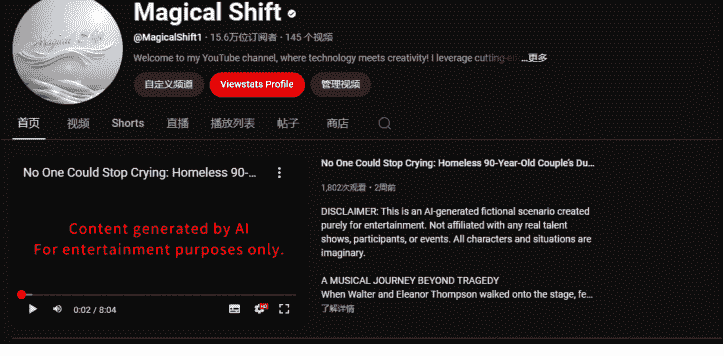 Magical Shift
@MagicalShift1 · 15.6万位订阅者 · 145 个视频
Welcome to my YouTube channel, where technology meets creativity! I leverage cutting-e ...更多
自定义频道 Viewstats Profile 管理视频
首页 视频 Shorts 直播 播放列表 帖子 商店
No One Could Stop Crying: Homeless 90-...
Content generated by AI
For entertainment purposes only.
0:02 / 8:04
No One Could Stop Crying: Homeless 90-Year-Old Couple's Du...
1,802次观看 · 2周前
DISCLAIMER: This is an AI-generated fictional scenario created
purely for entertainment. Not affiliated with any real talent
shows, participants, or events. All characters and situations are
imaginary.
A MUSICAL JOURNEY BEYOND TRAGEDY
When Walter and Eleanor Thompson walked onto the stage, fe...
了解详情